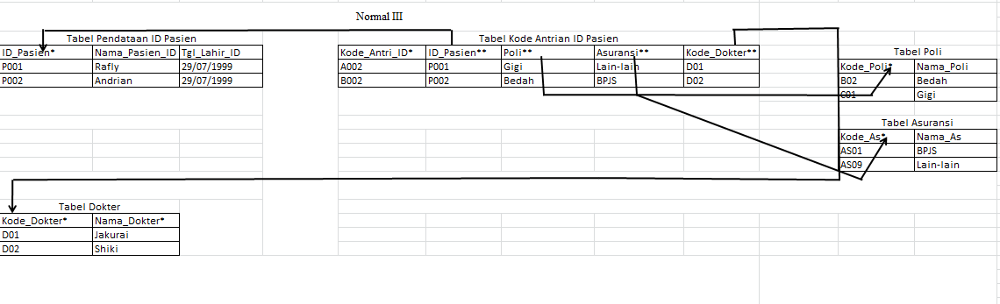 Normal III
Tabel Pendataan ID Pasien
ID_Pasien* Nama_Pasien_ID Tgl_Lahir_ID
P001 Rafly 29/07/1999
P002 Andrian 29/07/1999
Tabel Kode Antrian ID Pasien
Kode_Antri_ID* ID_Pasien** Poli** Asuransi** Kode_Dokter**
A002 P001 Gigi Lain-lain D01
B002 P002 Bedah BPJS D02
Tabel Poli
Kode_Poli* Nama_Poli
B02 Bedah
C01 Gigi
Tabel Asuransi
Kode_As* Nama_As
AS01 BPJS
AS09 Lain-lain
Tabel Dokter
Kode_Dokter* Nama_Dokter*
D01 Jakurai
D02 Shiki